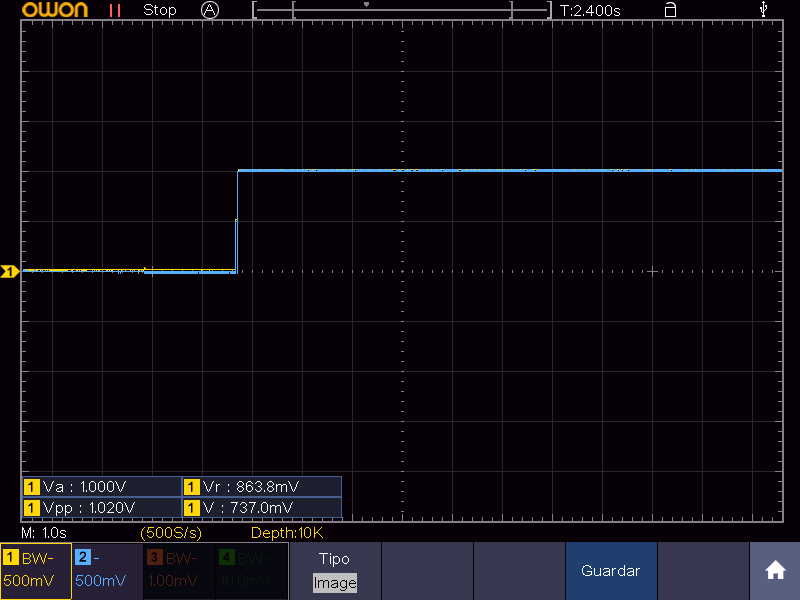 OWON Stop A T:2.400s
1
1 Va : 1.000V 1 Vr : 863.8mV
1 Vpp : 1.020V 1 V : 737.0mV
M: 1.0s (500S/s) Depth:10K
1 BW- 2 - 3 BW- 4 BW- Tipo
500mV 500mV 1.00mV 10.0mV Image Guardar